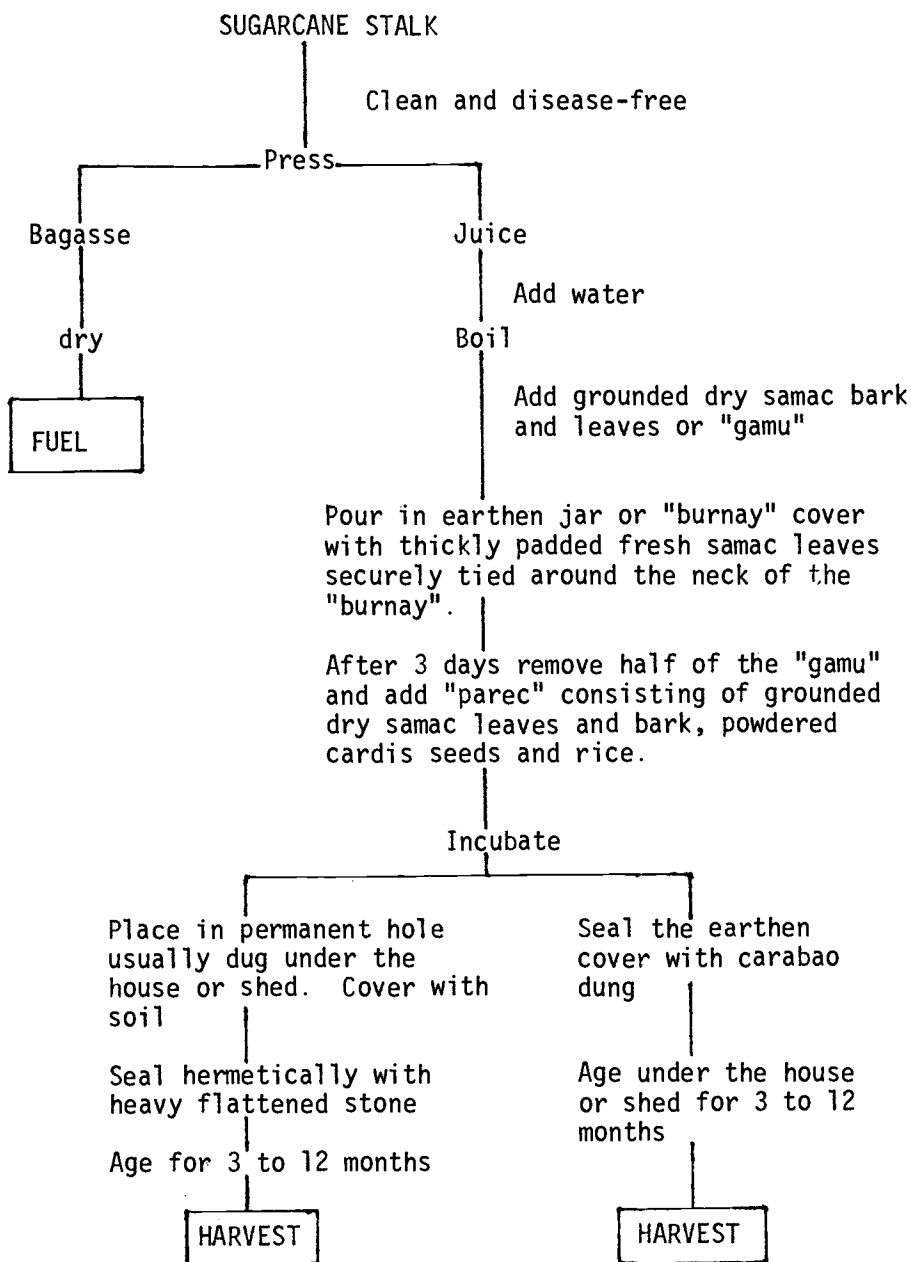 SUGARCANE STALK
Clean and disease-free
Press
Bagasse
Juice
Add water
dry
Boil
Add grounded dry samac bark
and leaves or "gamu"
FUEL
Pour in earthen jar or "burnay" cover
with thickly padded fresh samac leaves
securely tied around the neck of the
"burnay".
After 3 days remove half of the "gamu"
and add "parec" consisting of grounded
dry samac leaves and bark, powdered
cardis seeds and rice.
Incubate
Place in permanent hole
usually dug under the
house or shed. Cover with
soil
Seal hermetically with
heavy flattened stone
Age for 3 to 12 months
HARVEST
Seal the earthen
cover with carabao
dung
Age under the house
or shed for 3 to 12
months
HARVEST